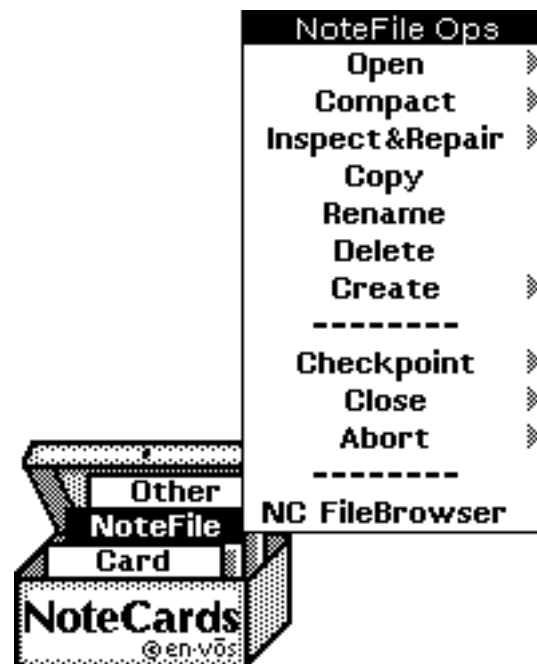 NoteFile Ops
Open
Compact
Inspect&Repair
Copy
Rename
Delete
Create
--------
Checkpoint
Close
Abort
--------
NC FileBrowser
Other
NoteFile
Card
NoteCards
©en·vōs